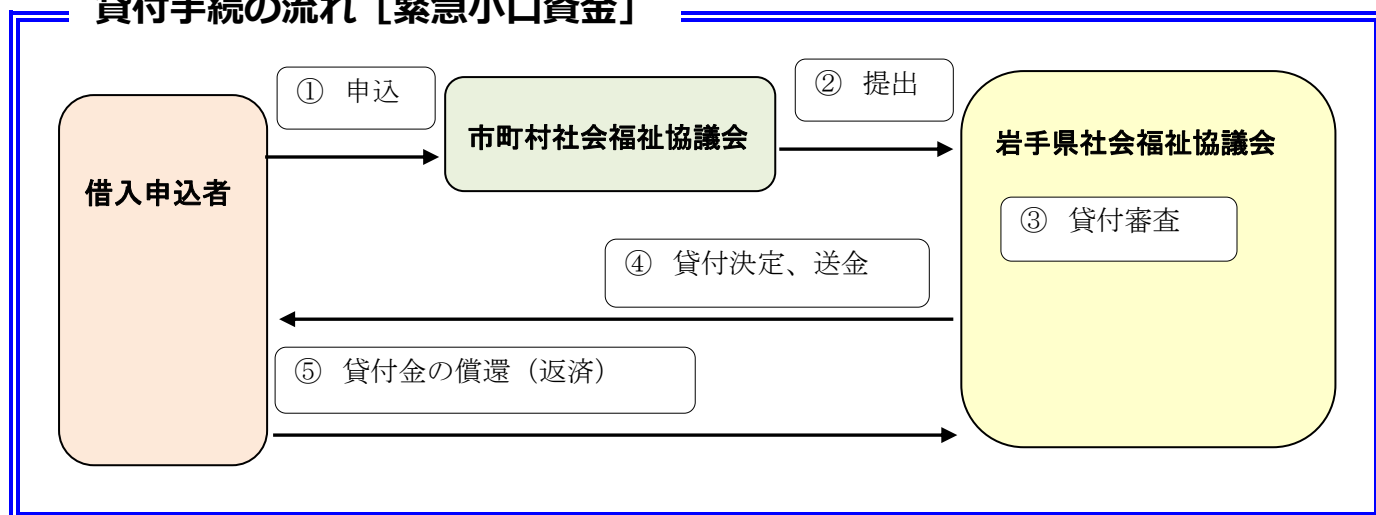 貸付手続の流れ［緊急小口資金］
① 申込
② 提出
市町村社会福祉協議会
岩手県社会福祉協議会
借入申込者
③ 貸付審査
④ 貸付決定、送金
⑤ 貸付金の償還（返済）